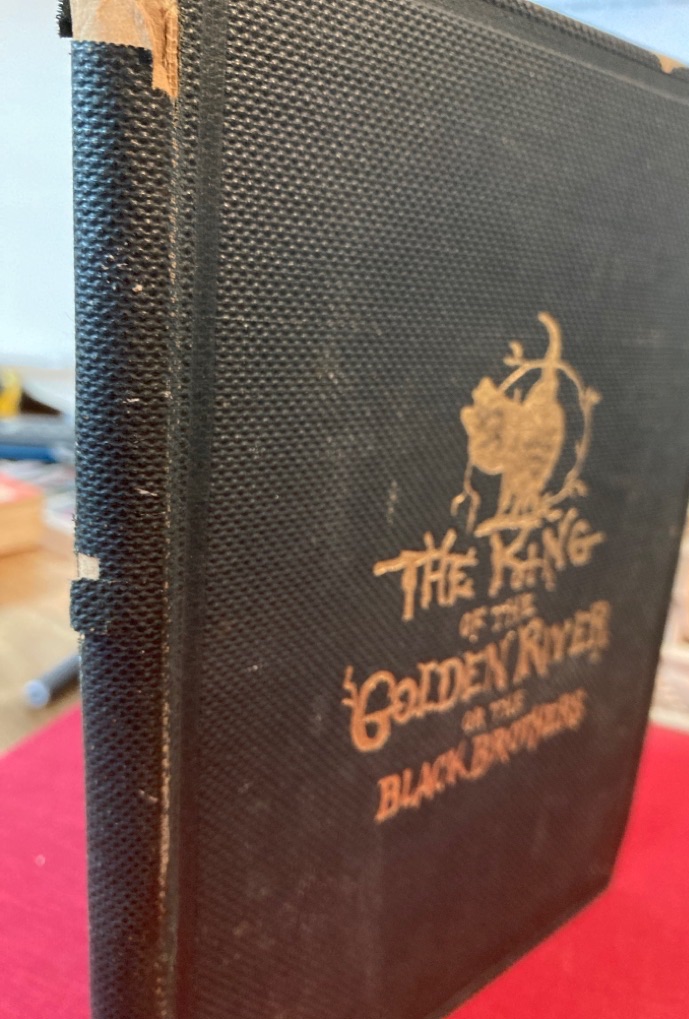 THE KING
OF THE
GOLDEN RIVER
OR THE
BLACK BROTHERS